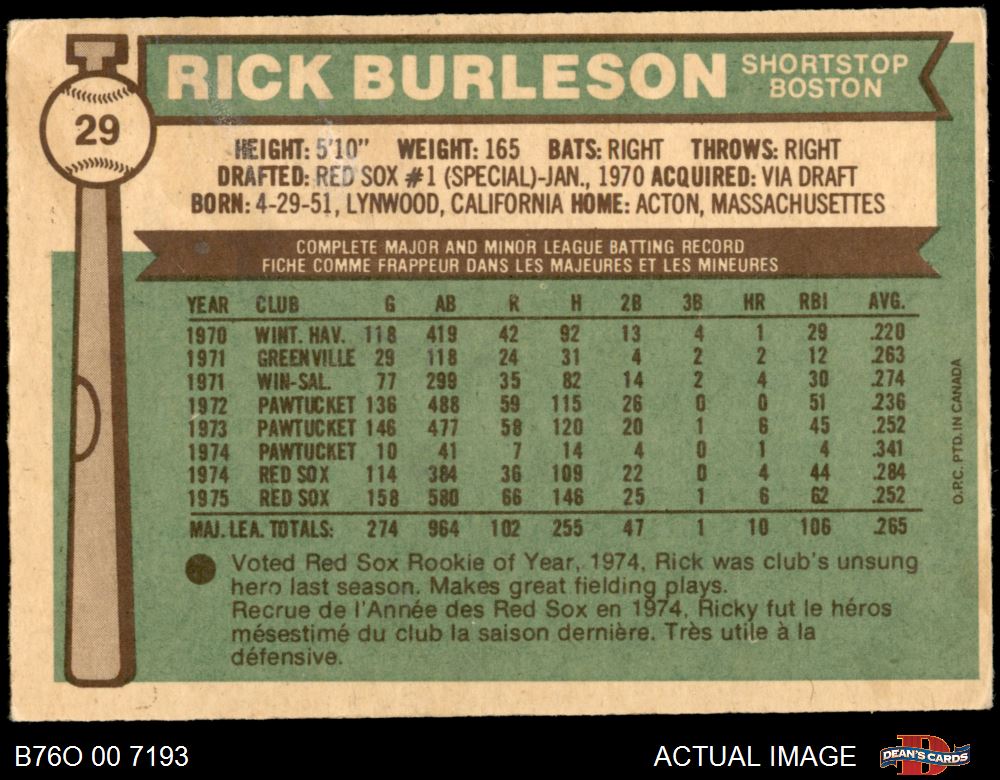 RICK BURLESON
SHORTSTOP
BOSTON
29
HEIGHT: 5'10" WEIGHT: 165 BATS: RIGHT THROWS: RIGHT
DRAFTED: RED SOX #1 (SPECIAL)-JAN., 1970 ACQUIRED: VIA DRAFT
BORN: 4-29-51, LYNWOOD, CALIFORNIA HOME: ACTON, MASSACHUSETTES
COMPLETE MAJOR AND MINOR LEAGUE BATTING RECORD
FICHE COMME FRAPPEUR DANS LES MAJEURES ET LES MINEURES
YEAR CLUB G AB R H 2B 3B HR RBI AVG.
1970 WINT. HAV. 118 419 42 92 13 4 1 29 .220
1971 GREENVILLE 29 118 24 31 4 2 2 12 .263
1971 WIN-SAL. 77 299 35 82 14 2 4 30 .274
1972 PAWTUCKET 136 488 59 115 26 0 0 51 .236
1973 PAWTUCKET 146 477 58 120 20 1 6 45 .252
1974 PAWTUCKET 10 41 7 14 4 0 1 4 .341
1974 RED SOX 114 384 36 109 22 0 4 44 .284
1975 RED SOX 158 580 66 146 25 1 6 62 .252
MAJ. LEA. TOTALS: 274 964 102 255 47 1 10 106 .265
Voted Red Sox Rookie of Year, 1974, Rick was club's unsung
hero last season. Makes great fielding plays.
Recrue de l'Année des Red Sox en 1974, Ricky fut le héros
mésestimé du club la saison dernière. Très utile à la
défensive.
O.P.C. PTD. IN CANADA
B76O 00 7193
ACTUAL IMAGE
DEAN'S CARDS